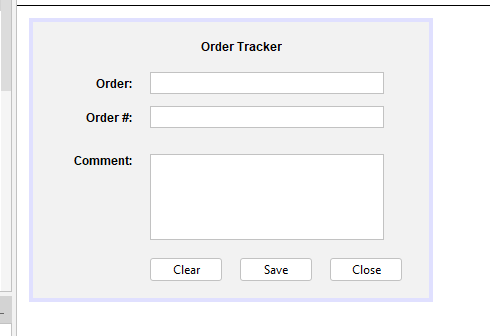 Order Tracker
Order:
Order #:
Comment:
Clear Save Close